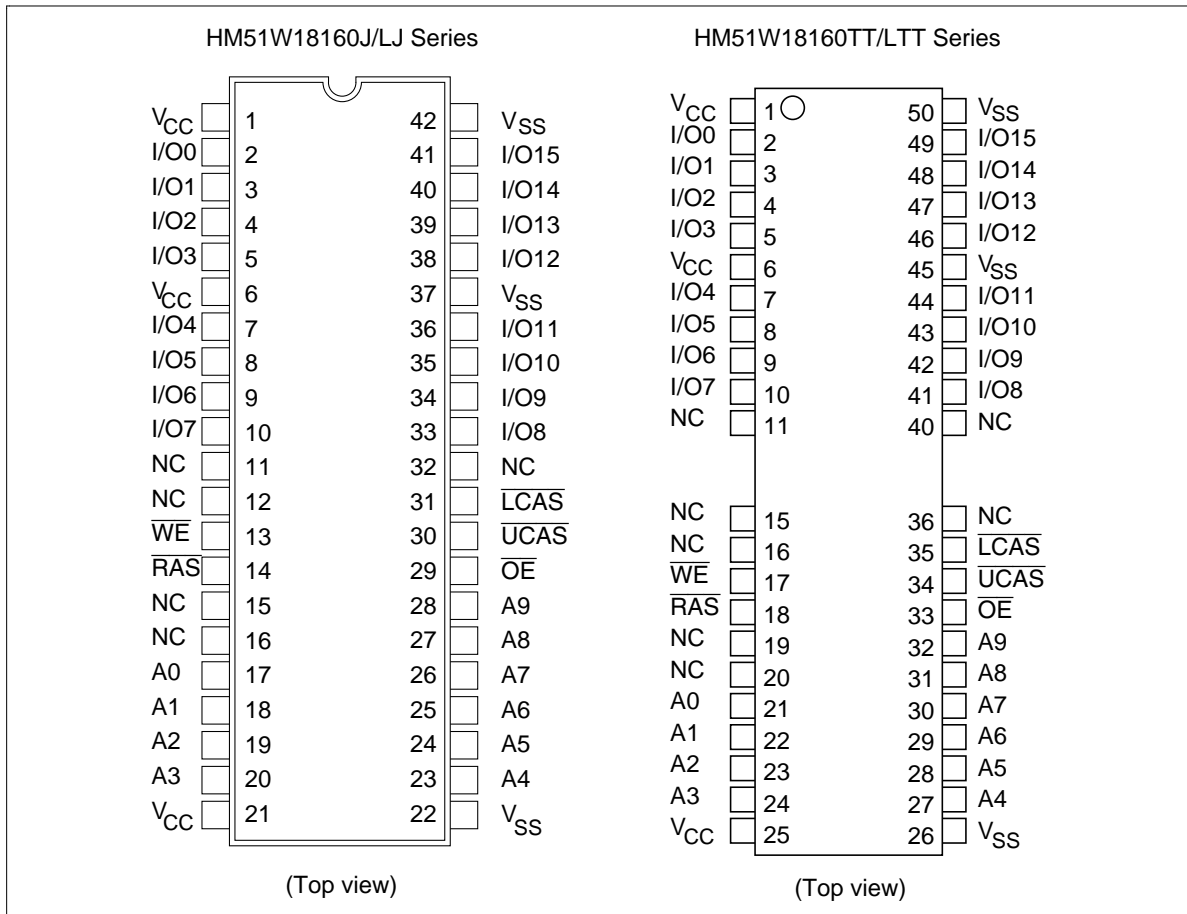 HM51W18160J/LJ Series
VCC 1 42 VSS
I/O0 2 41 I/O15
I/O1 3 40 I/O14
I/O2 4 39 I/O13
I/O3 5 38 I/O12
VCC 6 37 VSS
I/O4 7 36 I/O11
I/O5 8 35 I/O10
I/O6 9 34 I/O9
I/O7 10 33 I/O8
NC 11 32 NC
NC 12 31 LCAS
WE 13 30 UCAS
RAS 14 29 OE
NC 15 28 A9
NC 16 27 A8
A0 17 26 A7
A1 18 25 A6
A2 19 24 A5
A3 20 23 A4
VCC 21 22 VSS
(Top view)
HM51W18160TT/LTT Series
VCC 1 50 VSS
I/O0 2 49 I/O15
I/O1 3 48 I/O14
I/O2 4 47 I/O13
I/O3 5 46 I/O12
VCC 6 45 VSS
I/O4 7 44 I/O11
I/O5 8 43 I/O10
I/O6 9 42 I/O9
I/O7 10 41 I/O8
NC 11 40 NC
NC 15 36 NC
NC 16 35 LCAS
WE 17 34 UCAS
RAS 18 33 OE
NC 19 32 A9
NC 20 31 A8
A0 21 30 A7
A1 22 29 A6
A2 23 28 A5
A3 24 27 A4
VCC 25 26 VSS
(Top view)